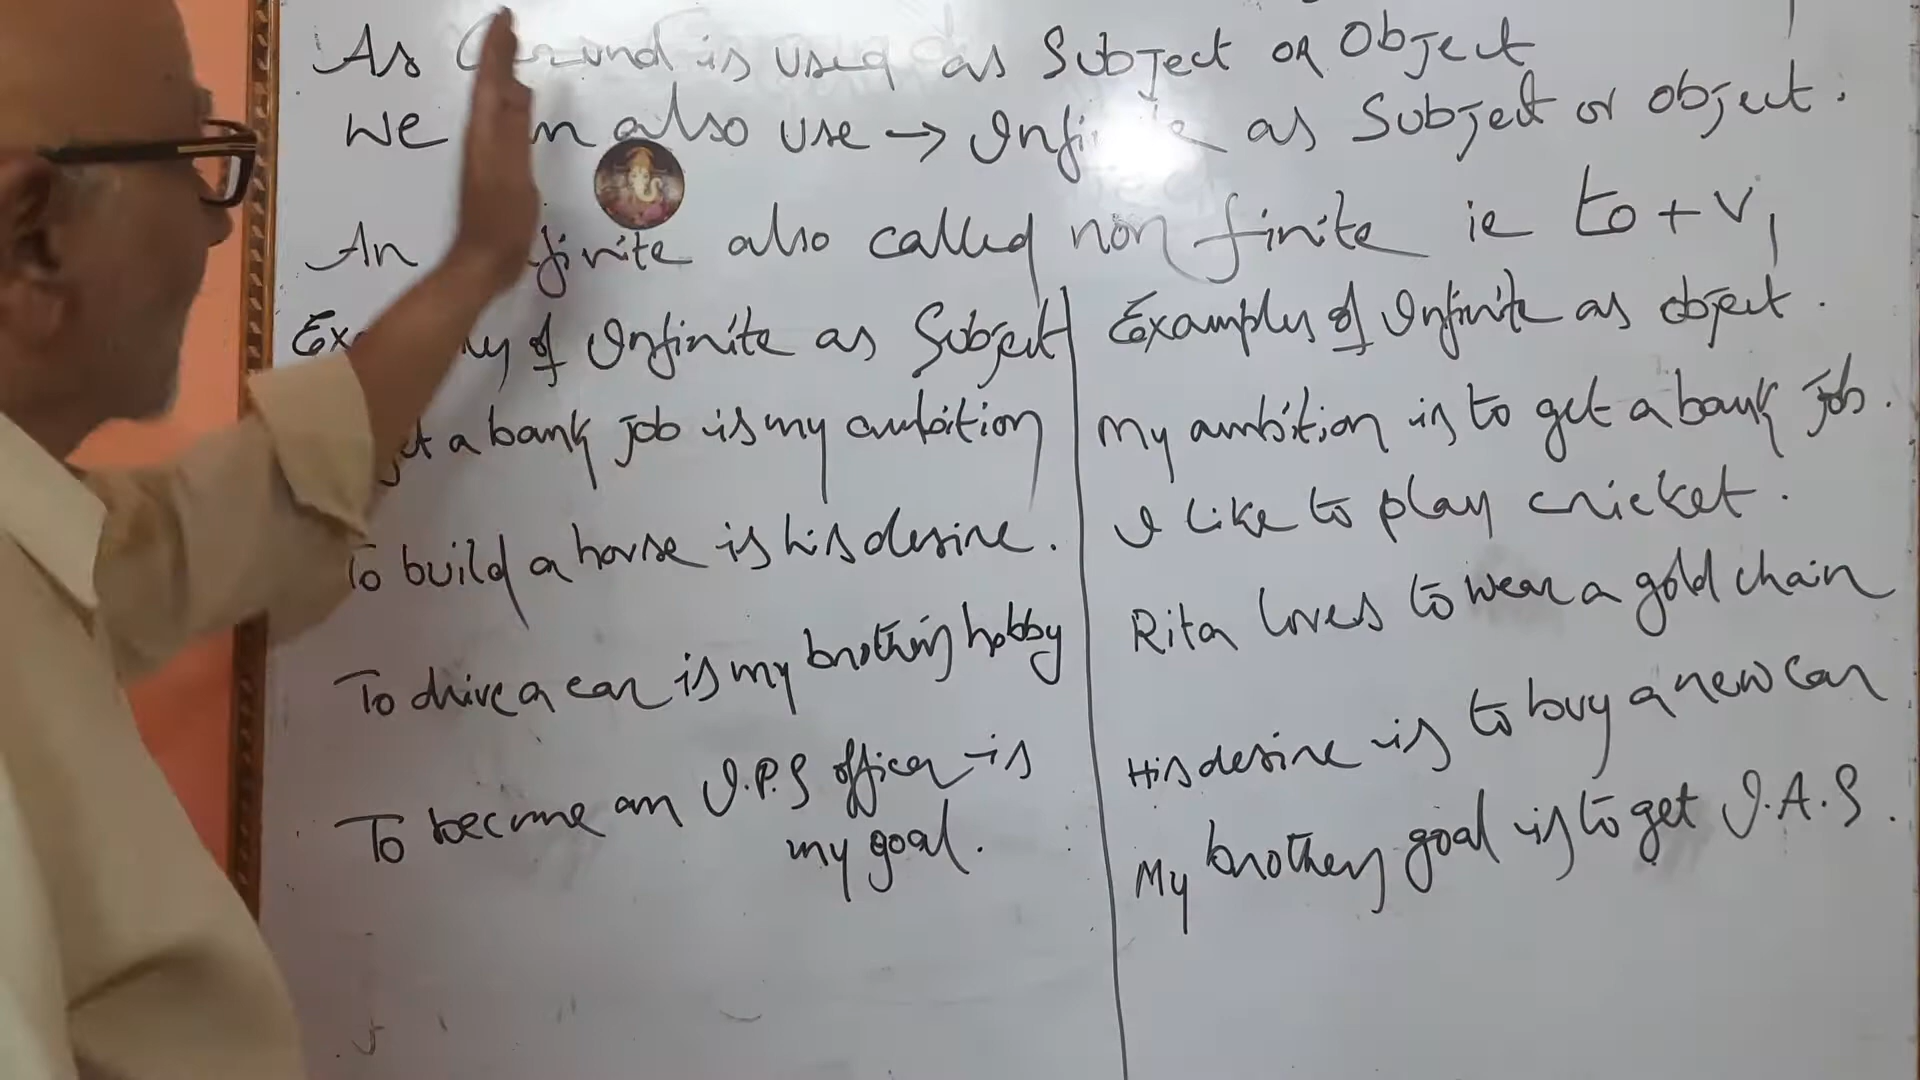 As Gerund is used as Subject or Object
We also use → Infinite as Subject or object.
An Infinite also called non finite ie to + V1
Examples of Infinite as Subject
a bank job is my ambition
To build a house is his desire.
To drive a car is my brothers hobby
To become an I.P.S officer is
my goal.
Examples of Infinite as object.
My ambition is to get a bank Job.
I like to play cricket.
Rita loves to wear a gold chain
His desire is to buy a new car
My brothers goal is to get I.A.S.